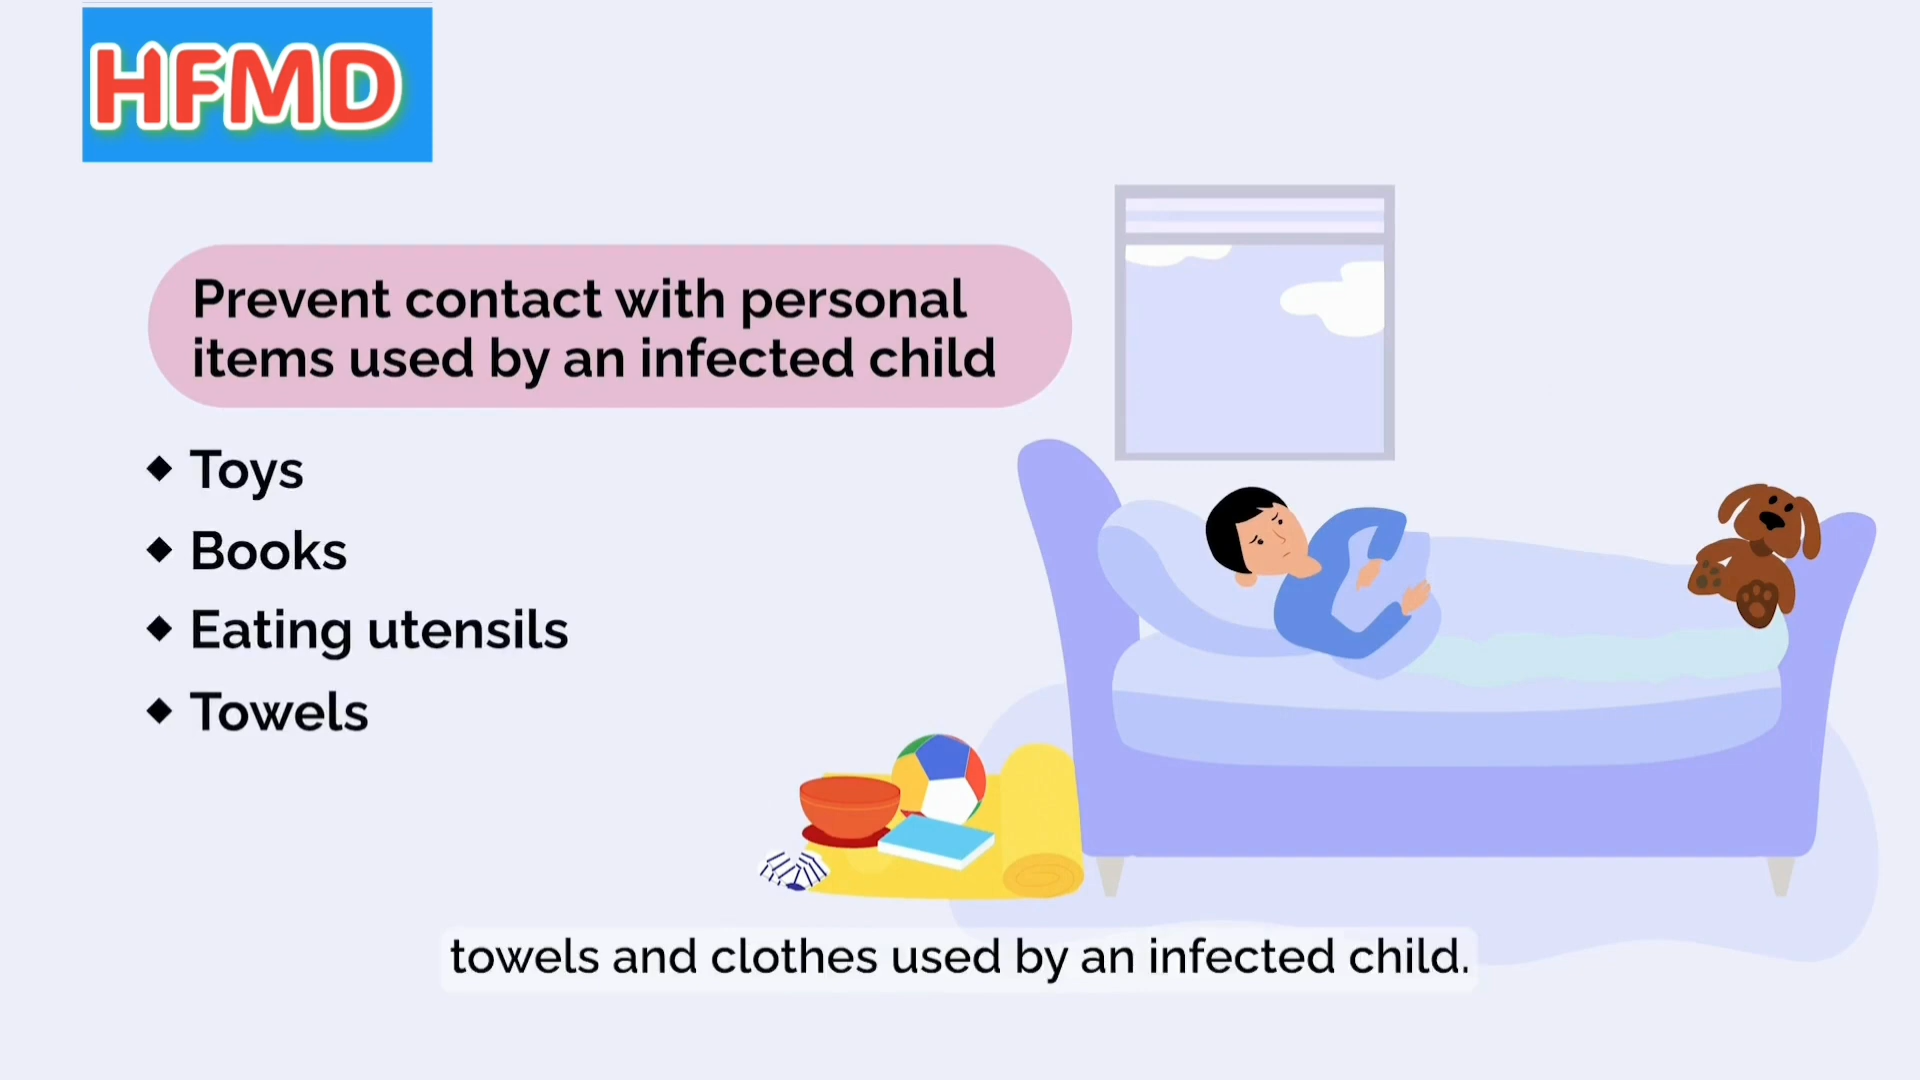 HFMD
Prevent contact with personal
items used by an infected child
Toys
Books
Eating utensils
Towels
towels and clothes used by an infected child.